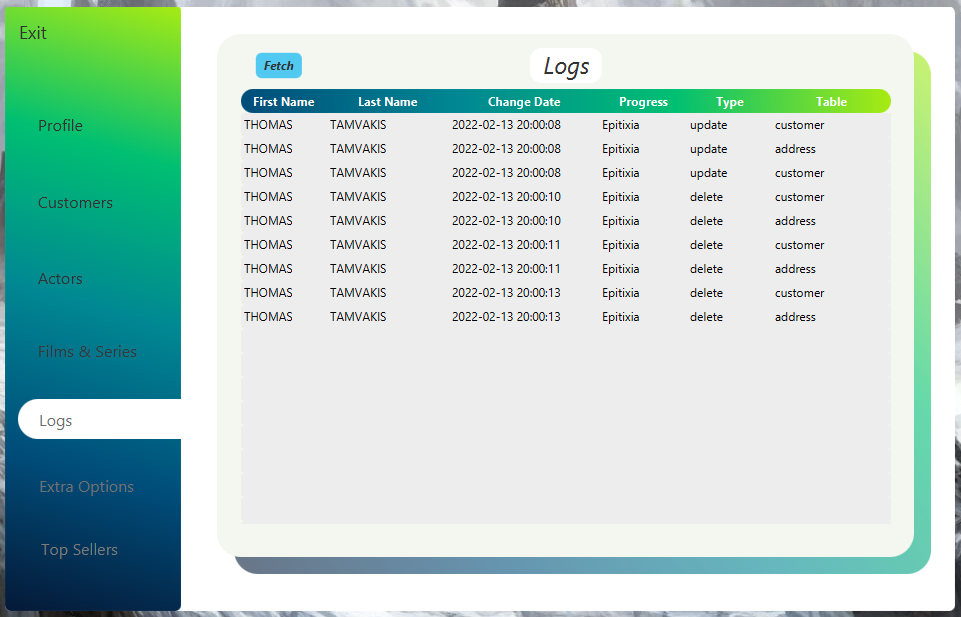 Exit
Profile
Customers
Actors
Films & Series
Logs
Extra Options
Top Sellers
Fetch
Logs
First Name Last Name Change Date Progress Type Table
THOMAS TAMVAKIS 2022-02-13 20:00:08 Epitixia update customer
THOMAS TAMVAKIS 2022-02-13 20:00:08 Epitixia update address
THOMAS TAMVAKIS 2022-02-13 20:00:08 Epitixia update customer
THOMAS TAMVAKIS 2022-02-13 20:00:10 Epitixia delete customer
THOMAS TAMVAKIS 2022-02-13 20:00:10 Epitixia delete address
THOMAS TAMVAKIS 2022-02-13 20:00:11 Epitixia delete customer
THOMAS TAMVAKIS 2022-02-13 20:00:11 Epitixia delete address
THOMAS TAMVAKIS 2022-02-13 20:00:13 Epitixia delete customer
THOMAS TAMVAKIS 2022-02-13 20:00:13 Epitixia delete address